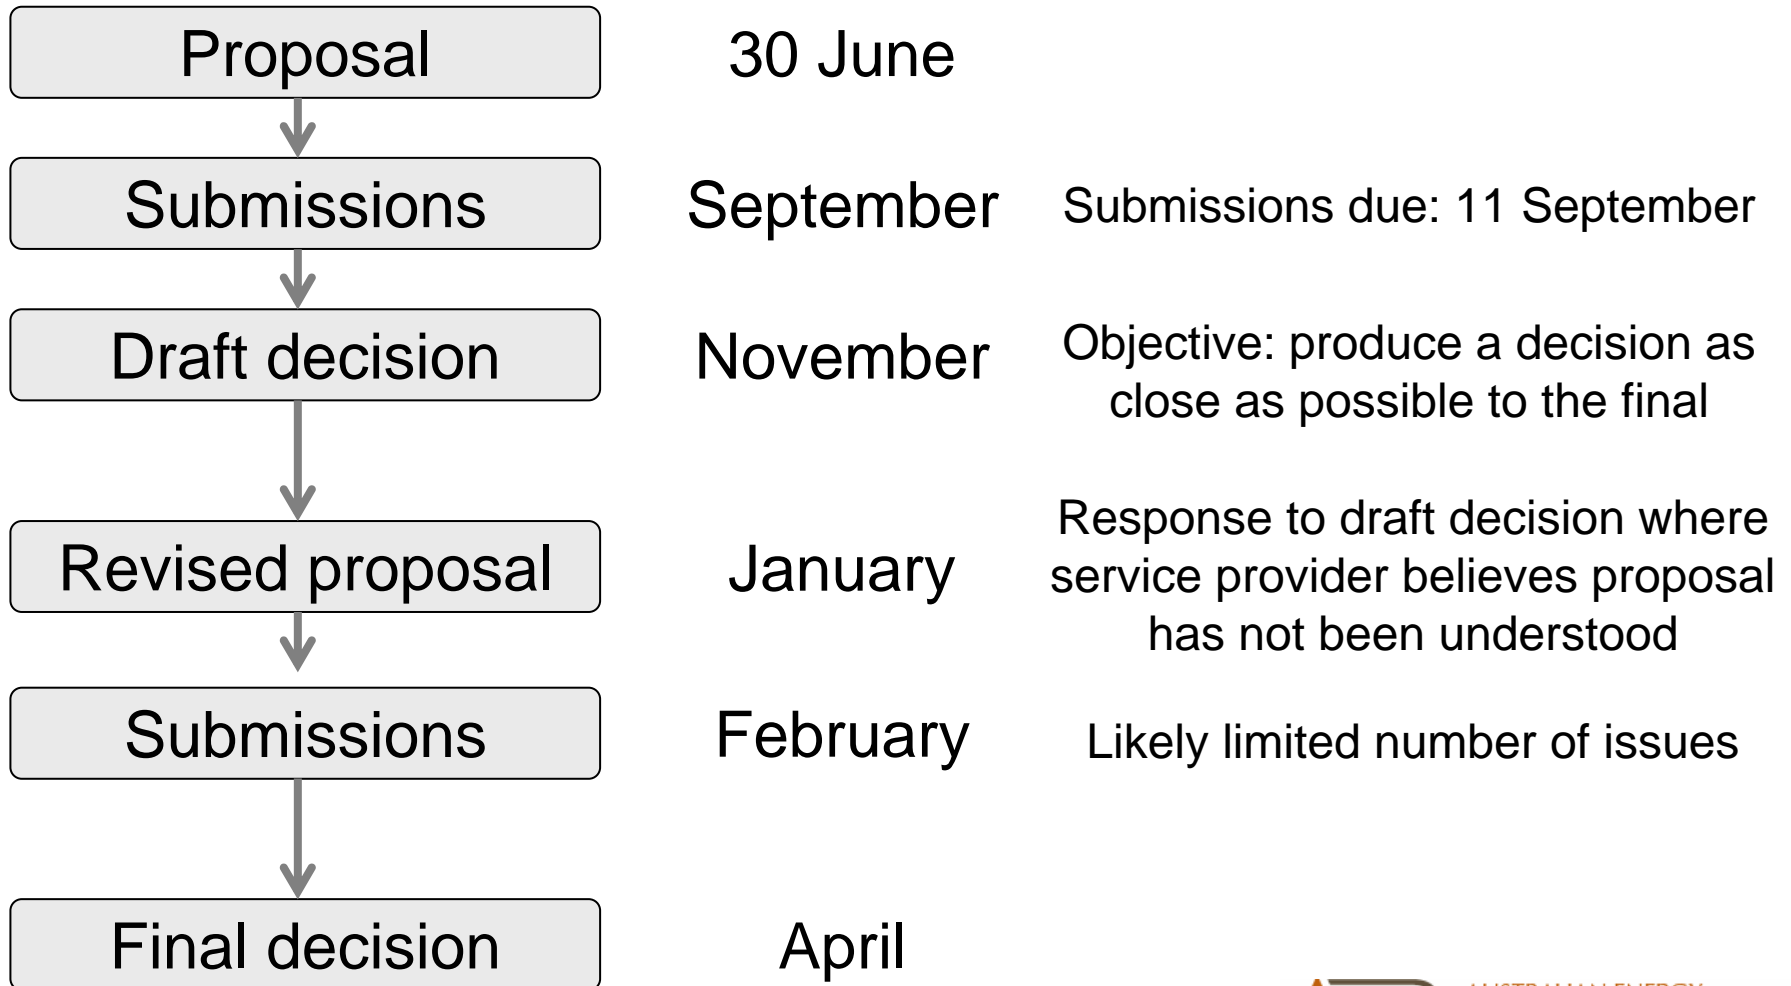 Proposal
30 June
Submissions
September
Submissions due: 11 September
Draft decision
November
Objective: produce a decision as
close as possible to the final
Revised proposal
January
Response to draft decision where
service provider believes proposal
has not been understood
Submissions
February
Likely limited number of issues
Final decision
April
AUSTRALIAN ENERGY